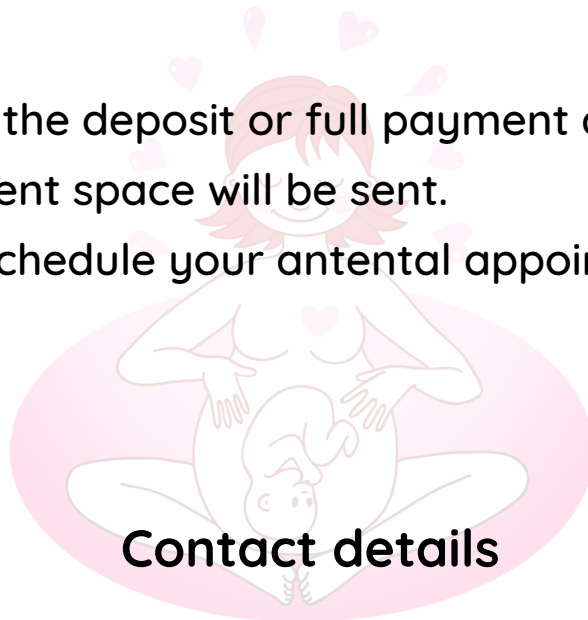 the deposit or full payment
ent space will be sent.
chedule your antental appoi
Contact details